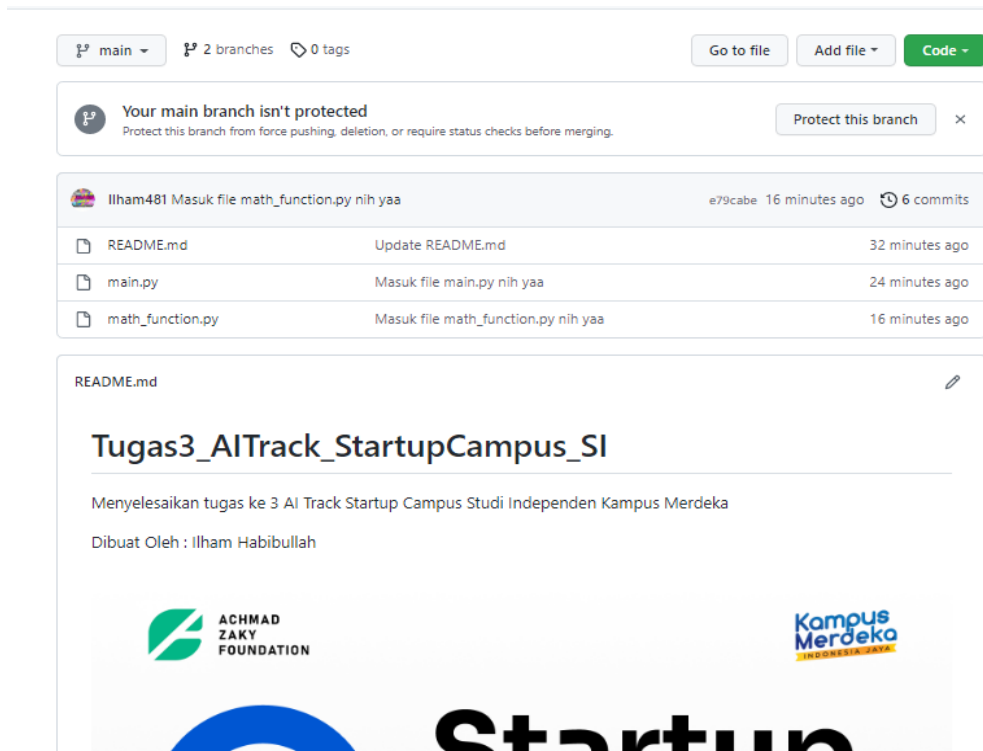 main 2 branches 0 tags Go to file Add file Code
Your main branch isn't protected
Protect this branch from force pushing, deletion, or require status checks before merging.
Protect this branch
Ilham481 Masuk file math_function.py nih yaa e79cabe 16 minutes ago 6 commits
README.md Update README.md 32 minutes ago
main.py Masuk file main.py nih yaa 24 minutes ago
math_function.py Masuk file math_function.py nih yaa 16 minutes ago
README.md
Tugas3_AITrack_StartupCampus_SI
Menyelesaikan tugas ke 3 AI Track Startup Campus Studi Independen Kampus Merdeka
Dibuat Oleh : Ilham Habibullah
ACHMAD
ZAKY
FOUNDATION
Kampus
Merdeka
INDONESIA JAYA
Startup